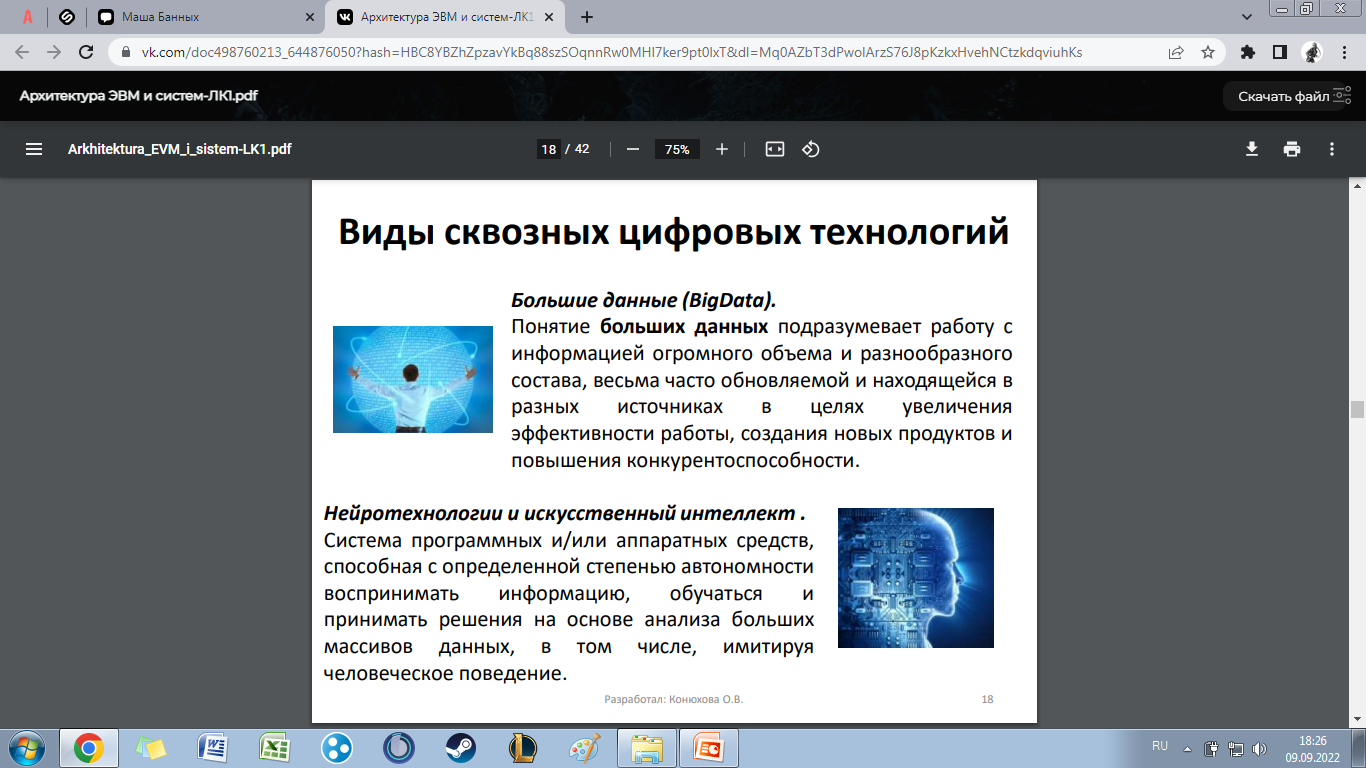 Маша Банных
Архитектура ЭВМ и систем-ЛК1
vk.com/doc498760213_644876050?hash=HBC8YBZhZpzavYkBq88szSOqnnRw0MHl7ker9pt0lxT&dl=Mq0AZbT3dPwoIArzS76J8pKzkxHvehNCtzkdqviuhKs
Архитектура ЭВМ и систем-ЛК1.pdf
Скачать файл
Arkhitektura_EVM_i_sistem-LK1.pdf
18 / 42
75%
Виды сквозных цифровых технологий
Большие данные (BigData).
Понятие больших данных подразумевает работу с
информацией огромного объема и разнообразного
состава, весьма часто обновляемой и находящейся в
разных источниках в целях увеличения
эффективности работы, создания новых продуктов и
повышения конкурентоспособности.
Нейротехнологии и искусственный интеллект .
Система программных и/или аппаратных средств,
способная с определенной степенью автономности
воспринимать информацию, обучаться и
принимать решения на основе анализа больших
массивов данных, в том числе, имитируя
человеческое поведение.
Разработал: Конюхова О.В.
18
RU
18:26
09.09.2022